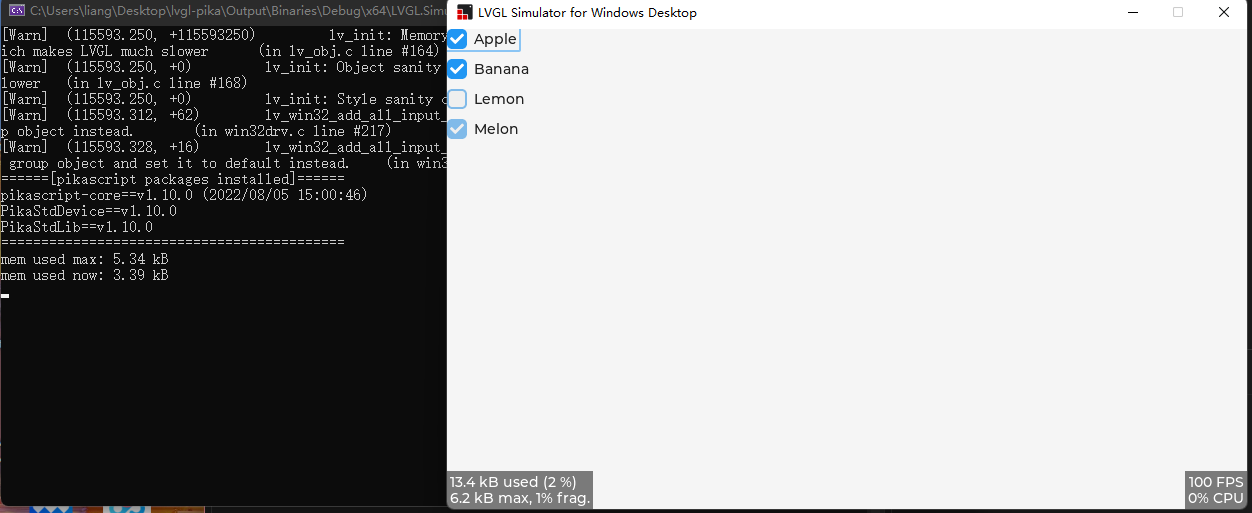 C:\Users\liang\Desktop\lvgl-pika\Output\Binaries\Debug\x64\LVGL.Simu
[Warn] (115593.250, +115593250) lv_init: Memory
ich makes LVGL much slower (in lv_obj.c line #164)
[Warn] (115593.250, +0) lv_init: Object sanity
lower (in lv_obj.c line #168)
[Warn] (115593.250, +0) lv_init: Style sanity c
[Warn] (115593.312, +62) lv_win32_add_all_input_
p object instead. (in win32drv.c line #217)
[Warn] (115593.328, +16) lv_win32_add_all_input_
group object and set it to default instead. (in win3
======[pikascript packages installed]======
pikascript-core==v1.10.0 (2022/08/05 15:00:46)
PikaStdDevice==v1.10.0
PikaStdLib==v1.10.0
===========================================
mem used max: 5.34 kB
mem used now: 3.39 kB
LVGL Simulator for Windows Desktop
Apple
Banana
Lemon
Melon
13.4 kB used (2 %)
6.2 kB max, 1% frag.
100 FPS
0% CPU